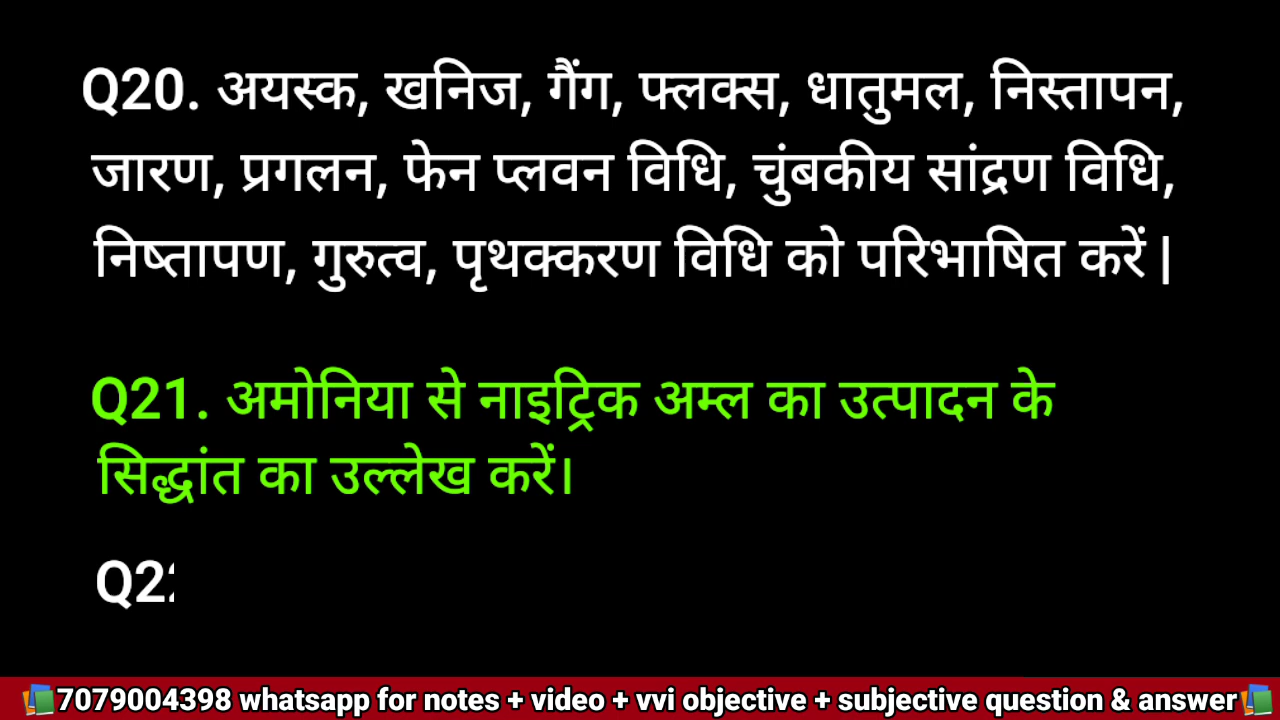 Q20. अयस्क, खनिज, गैंग, फ्लक्स, धातुमल, निस्तापन,
जारण, प्रगलन, फेन प्लवन विधि, चुंबकीय सांद्रण विधि,
निष्तापण, गुरुत्व, पृथक्करण विधि को परिभाषित करें |
Q21. अमोनिया से नाइट्रिक अम्ल का उत्पादन के
सिद्धांत का उल्लेख करें।
Q22
7079004398 whatsapp for notes + video + vvi objective + subjective question & answer